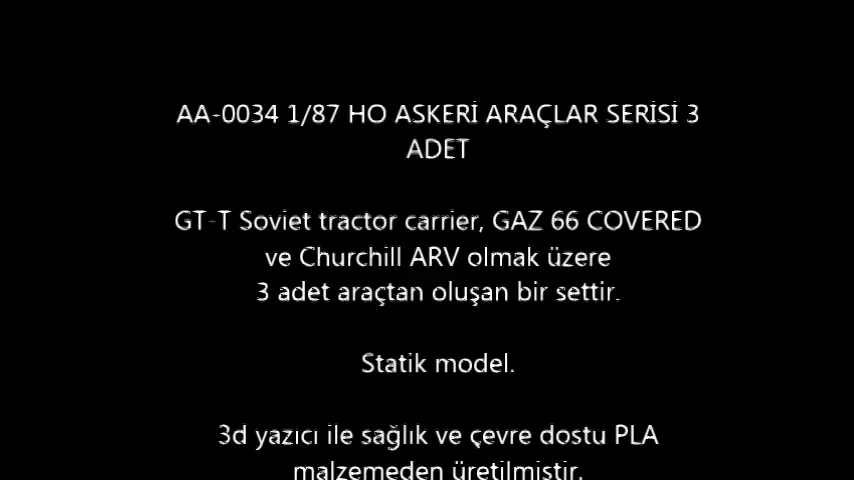 AA-0034 1/87 HO ASKERİ ARAÇLAR SERİSİ 3
ADET
GT-T Soviet tractor carrier, GAZ 66 COVERED
ve Churchill ARV olmak üzere
3 adet araçtan oluşan bir settir.
Statik model.
3d yazıcı ile sağlık ve çevre dostu PLA
malzemeden üretilmiştir.